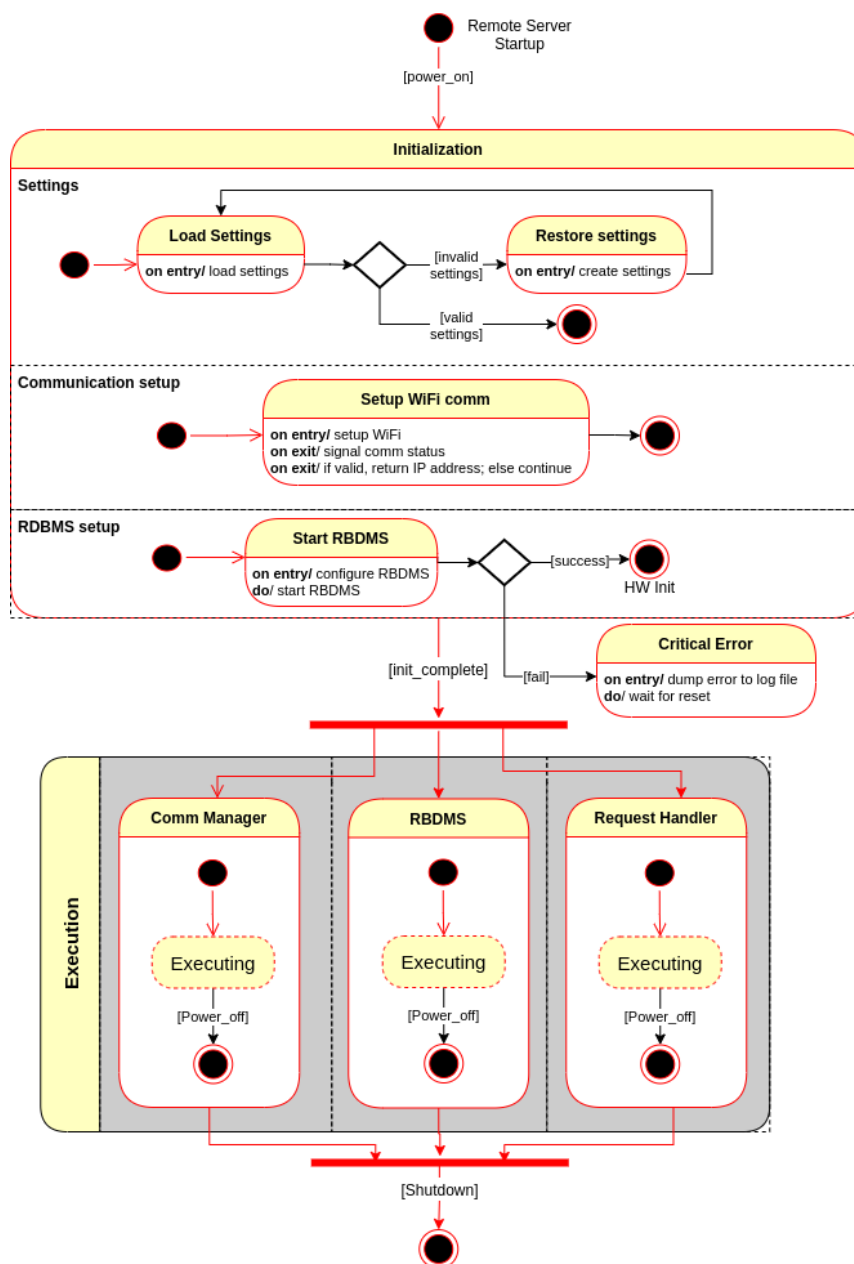 Remote Server
Startup
[power_on]
Initialization
Settings
Load Settings
on entry/ load settings
[invalid
settings]
Restore settings
on entry/ create settings
[valid
settings]
Communication setup
Setup WiFi comm
on entry/ setup WiFi
on exit/ signal comm status
on exit/ if valid, return IP address; else continue
RDBMS setup
Start RBDMS
on entry/ configure RBDMS
do/ start RBDMS
[success]
HW Init
[fail]
Critical Error
on entry/ dump error to log file
do/ wait for reset
[init_complete]
Execution
Comm Manager
Executing
[Power_off]
RBDMS
Executing
[Power_off]
Request Handler
Executing
[Power_off]
[Shutdown]